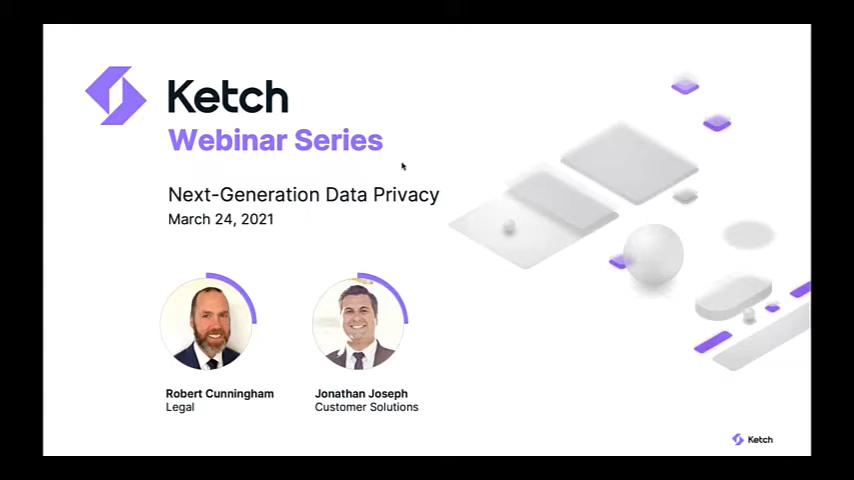 Ketch
Webinar Series
Next-Generation Data Privacy
March 24, 2021
Robert Cunningham
Legal
Jonathan Joseph
Customer Solutions
Ketch